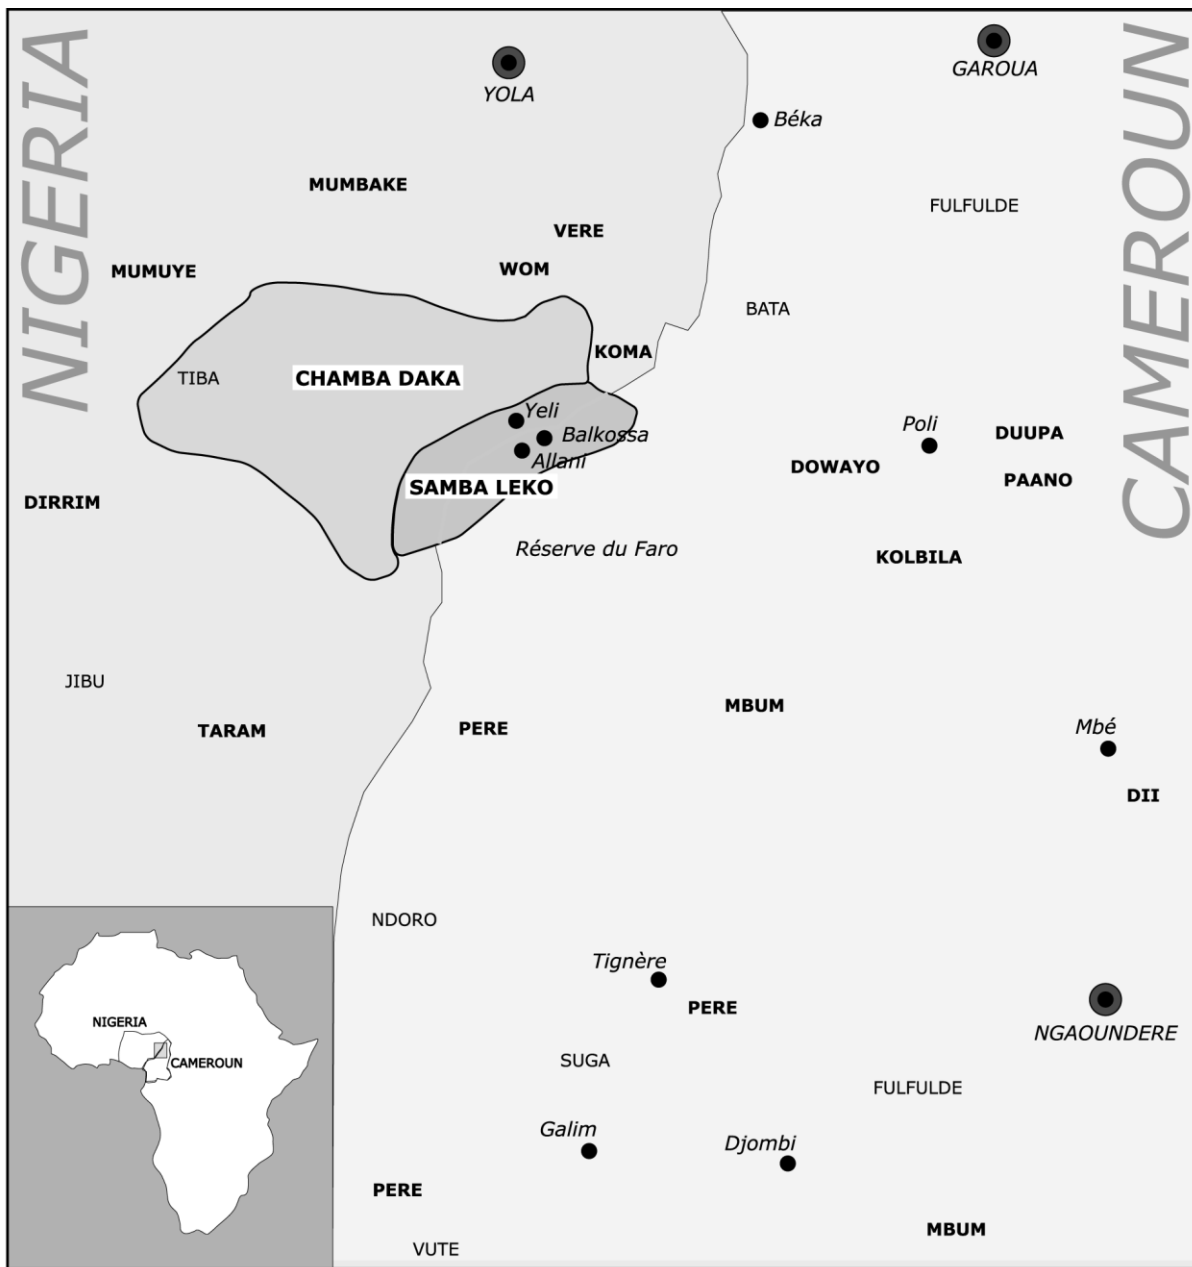 NIGERIA
CAMEROUN
YOLA
GAROUA
Béka
MUMBAKE
FULFULDE
VERE
WOM
MUMUYE
BATA
KOMA
TIBA
CHAMBA DAKA
Yeli
Balkossa
Allani
SAMBA LEKO
Poli
DUUPA
DOWAYO
PAANO
DIRRIM
Réserve du Faro
KOLBILA
JIBU
TARAM
PERE
MBUM
Mbé
DII
NDORO
Tignère
PERE
NGAOUNDERE
SUGA
FULFULDE
Galim
Djombi
PERE
MBUM
VUTE
NIGERIA
CAMEROUN